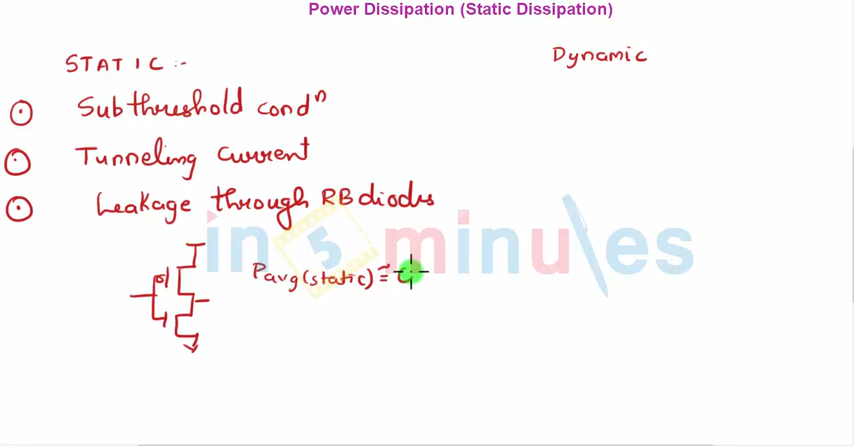 Power Dissipation (Static Dissipation)
STATIC :-
Dynamic
Subthreshold condⁿ
Tunneling current
Leakage through RB diodes
in 5 minutes
Pavg(static) ≅